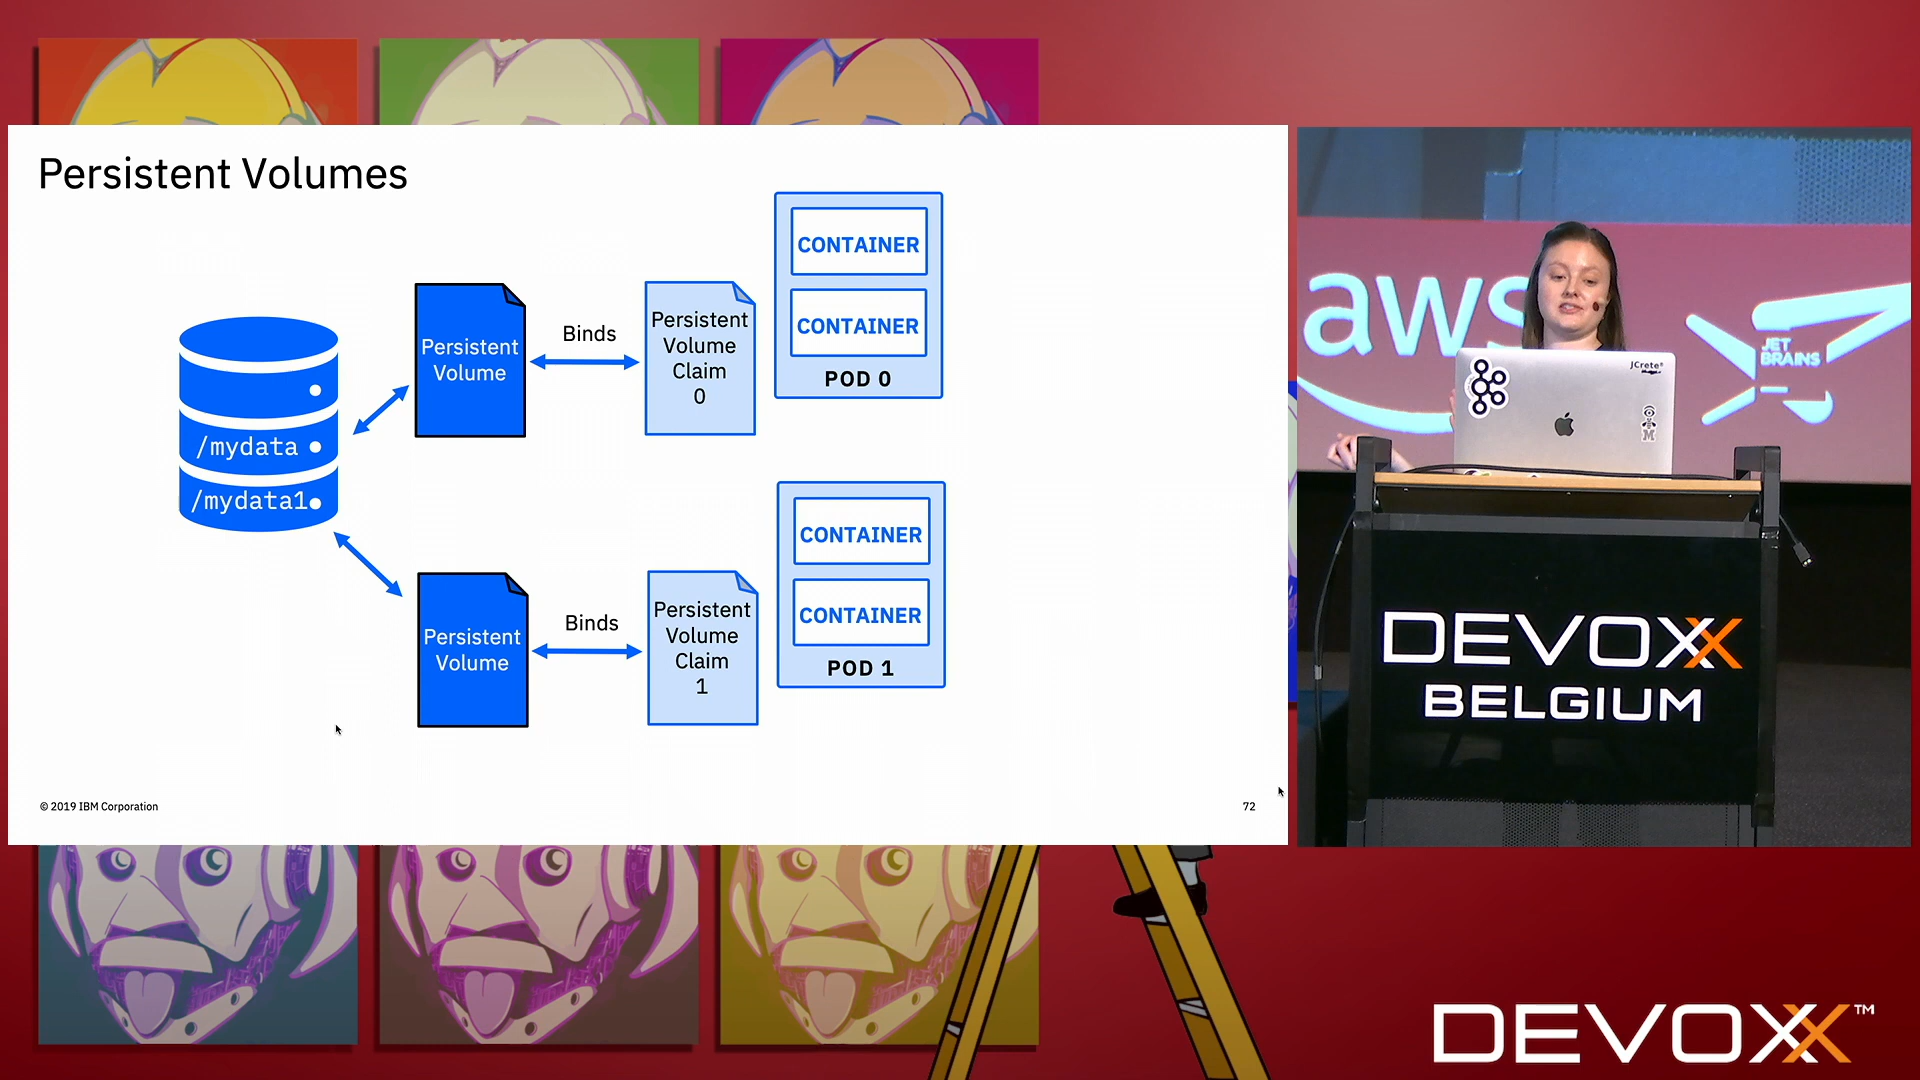 Persistent Volumes
/mydata
/mydata1
Persistent
Volume
Binds
Persistent
Volume
Claim
0
CONTAINER
CONTAINER
POD 0
Persistent
Volume
Binds
Persistent
Volume
Claim
1
CONTAINER
CONTAINER
POD 1
© 2019 IBM Corporation
72
aws
JET
BRAINS
JCrete
M
DEVOXX
BELGIUM
DEVOXX™